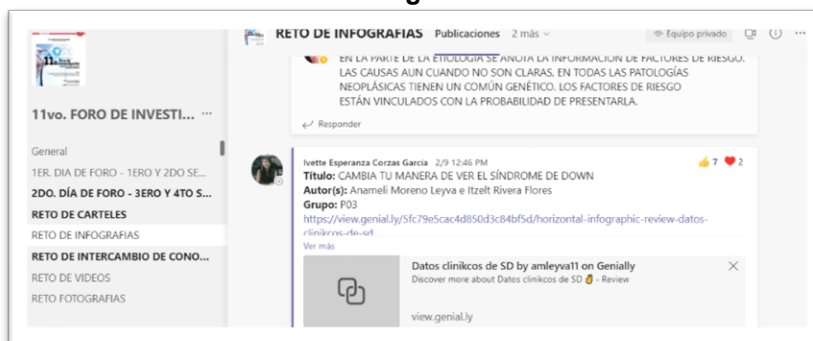 RETO DE INFOGRAFIAS Publicaciones 2 más Equipo privado
11vo. FORO DE INVESTI... ...
General
1ER. DIA DE FORO - 1ERO Y 2DO SE...
2DO. DÍA DE FORO - 3ERO Y 4TO S...
RETO DE CARTELES
RETO DE INFOGRAFIAS
RETO DE INTERCAMBIO DE CONO...
RETO DE VIDEOS
RETO FOTOGRAFIAS
EN LA PARTE DE LA ETIOLOGIA SE ANOTA LA INFORMACIÓN DE FACTORES DE RIESGO.
LAS CAUSAS AUN CUANDO NO SON CLARAS, EN TODAS LAS PATOLOGÍAS
NEOPLÁSICAS TIENEN UN COMÚN GENÉTICO. LOS FACTORES DE RIESGO
ESTÁN VINCULADOS CON LA PROBABILIDAD DE PRESENTARLA.
Responder
Ivette Esperanza Corzas García 2/9 12:46 PM 7 2
Título: CAMBIA TU MANERA DE VER EL SÍNDROME DE DOWN
Autor(s): Anameli Moreno Leyva e Itzelt Rivera Flores
Grupo: P03
https://view.genial.ly/5fc79e5cac4d850d3c84bf5d/horizontal-infographic-review-datos-
clinikcos-de-sd
Ver más
Datos clinikcos de SD by amleyva11 on Genially
Discover more about Datos clinikcos de SD - Review
view.genial.ly